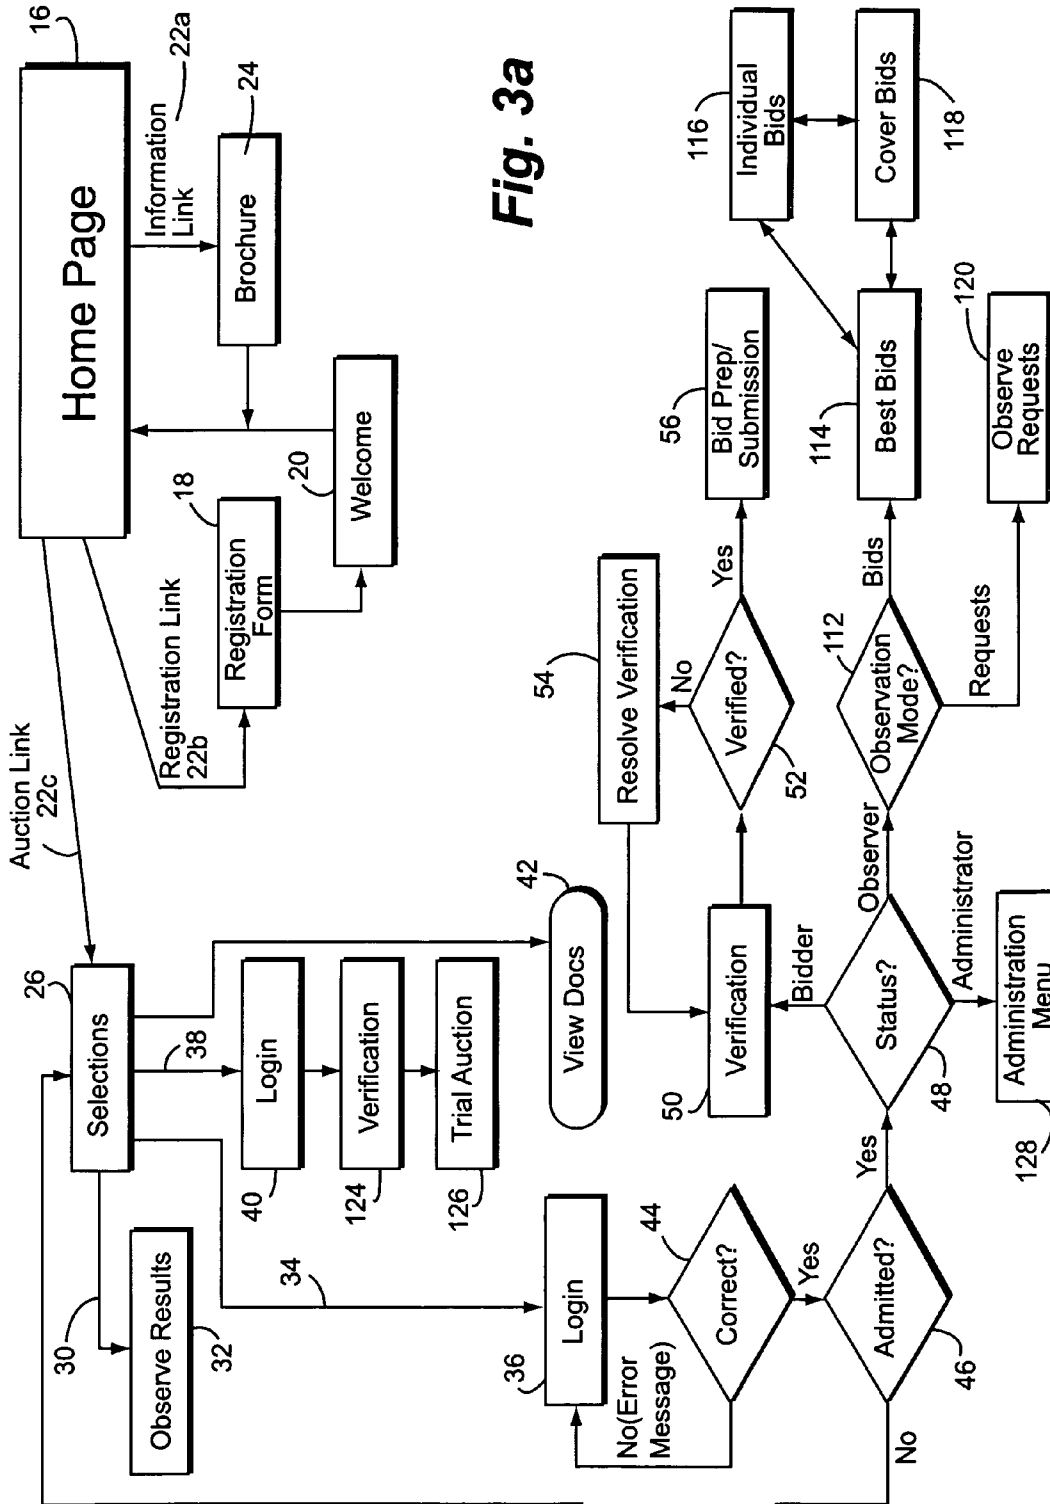 16
Home Page
Information
Link
22a
24
Brochure
Registration Link
22b
18
Registration
Form
20
Welcome
Auction Link
22c
Fig. 3a
26
Selections
30
Observe Results
32
34
38
Login
40
Verification
124
Trial Auction
126
42
View Docs
36
Login
No(Error
Message)
44
Correct?
Yes
Admitted?
46
No
Yes
Status?
48
Bidder
Observer
Administrator
Administration
Menu
128
Verification
50
54
Resolve Verification
No
Verified?
52
Yes
56
Bid Prep/
Submission
112
Observation
Mode?
Bids
Requests
114
Best Bids
116
Individual
Bids
Cover Bids
118
120
Observe
Requests